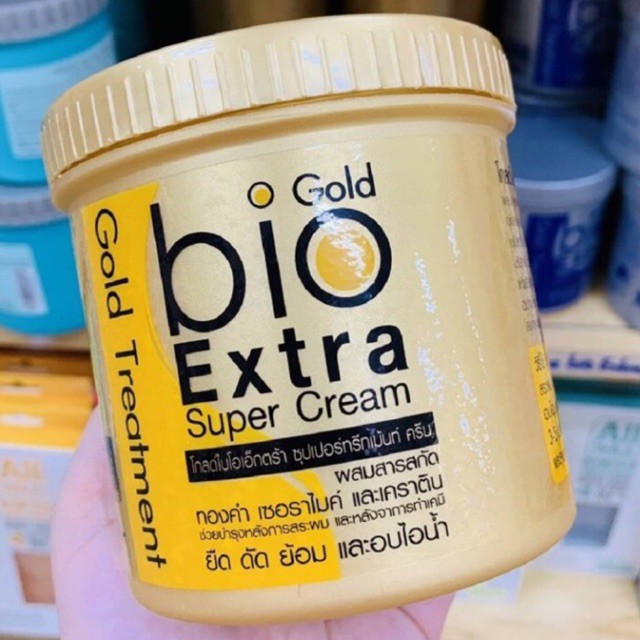 Gold
bio
Extra
Super Cream
Gold Treatment
โกลด์ไบโอเอ็กตร้า ซุปเปอร์ทรีทเม้นท์ ครีม
ผสมสารสกัด
ทองคำ เซอราไมค์ และเคราติน
ช่วยบำรุงหลังการสระผม และหลังจากการทำเคมี
ยืด ดัด ย้อม และอบไอน้ำ